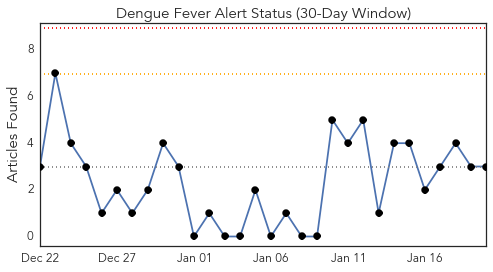 Dengue Fever Alert Status (30-Day Window)
Articles Found
8
6
4
2
0
Dec 22 Dec 27 Jan 01 Jan 06 Jan 11 Jan 16